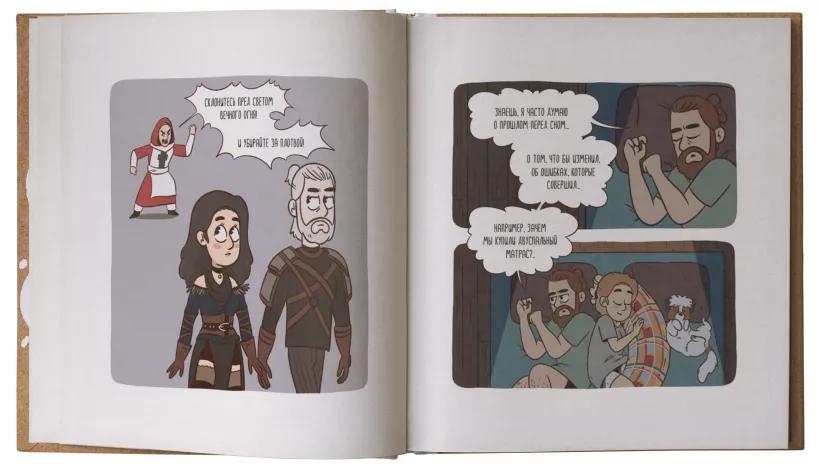 СКЛОНИТЕСЬ ПРЕД СВЕТОМ
ВЕЧНОГО ОГНЯ!
И УБИРАЙТЕ ЗА ПЛОТВОЙ!
ЗНАЕШЬ, Я ЧАСТО ДУМАЮ
О ПРОШЛОМ ПЕРЕД СНОМ...
О ТОМ, ЧТО БЫ ИЗМЕНИЛ,
ОБ ОШИБКАХ, КОТОРЫЕ
СОВЕРШИЛ...
НАПРИМЕР, ЗАЧЕМ
МЫ КУПИЛИ ДВУСПАЛЬНЫЙ
МАТРАС?..